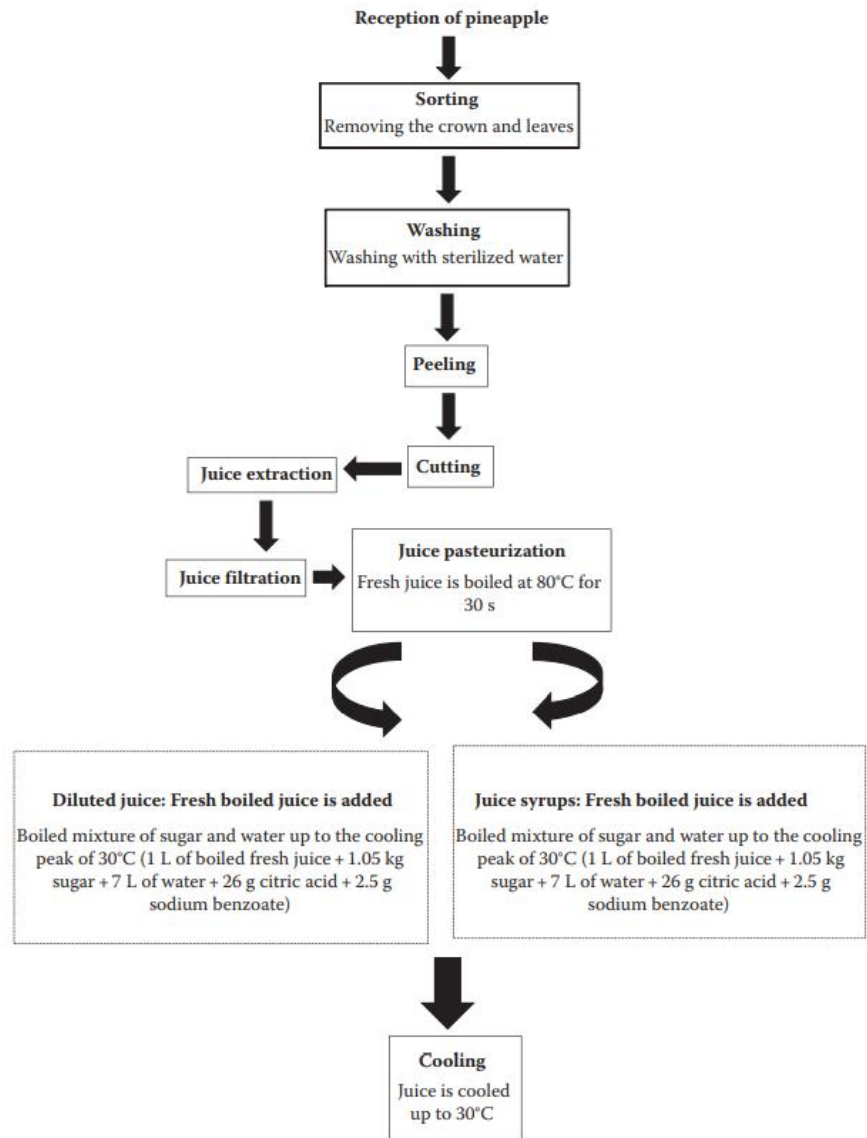 Reception of pineapple
Sorting
Removing the crown and leaves
Washing
Washing with sterilized water
Peeling
Cutting
Juice extraction
Juice filtration
Juice pasteurization
Fresh juice is boiled at 80°C for
30 s
Diluted juice: Fresh boiled juice is added
Boiled mixture of sugar and water up to the cooling
peak of 30°C (1 L of boiled fresh juice + 1.05 kg
sugar + 7 L of water + 26 g citric acid + 2.5 g
sodium benzoate)
Juice syrups: Fresh boiled juice is added
Boiled mixture of sugar and water up to the cooling
peak of 30°C (1 L of boiled fresh juice + 1.05 kg
sugar + 7 L of water + 26 g citric acid + 2.5 g
sodium benzoate)
Cooling
Juice is cooled
up to 30°C